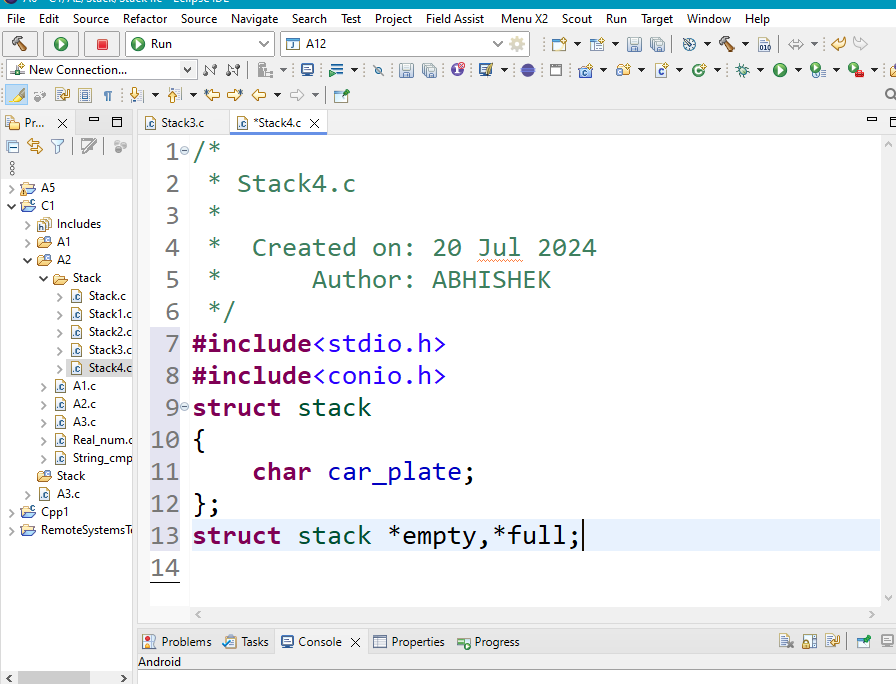 File Edit Source Refactor Source Navigate Search Test Project Field Assist Menu X2 Scout Run Target Window Help
Run
A12
010
New Connection...
Pr...
Stack3.c
*Stack4.c
A5
C1
Includes
A1
A2
Stack
Stack.c
Stack1.c
Stack2.c
Stack3.c
Stack4.c
A1.c
A2.c
A3.c
Real_num.c
String_cmp
Stack
A3.c
Cpp1
RemoteSystemsTe
1 /*
2 * Stack4.c
3 *
4 * Created on: 20 Jul 2024
5 * Author: ABHISHEK
6 */
7 #include<stdio.h>
8 #include<conio.h>
9 struct stack
10 {
11 char car_plate;
12 };
13 struct stack *empty,*full;
14
Problems Tasks Console Properties Progress
Android